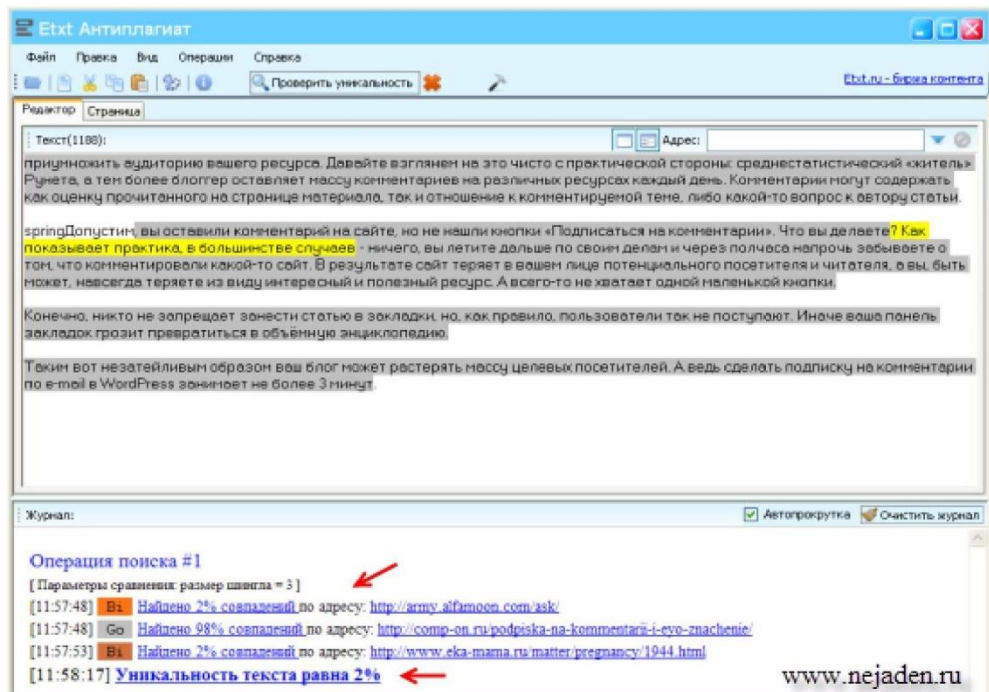 Etxt Антиплагиат
Файл Правка Вид Операции Справка
Проверить уникальность
Etxt.ru - биржа контента
Редактор Страница
Текст(1188):
Адрес:
приумножить аудиторию вашего ресурса. Давайте взглянем на это чисто с практической стороны: среднестатистический «житель»
Рунета, а тем более блоггер оставляет массу комментариев на различных ресурсах каждый день. Комментарии могут содержать
как оценку прочитанного на странице материала, так и отношение к комментируемой теме, либо какой-то вопрос к автору статьи.
springДопустим, вы оставили комментарий на сайте, но не нашли кнопки «Подписаться на комментарии». Что вы делаете? Как
показывает практика, в большинстве случаев - ничего, вы летите дальше по своим делам и через полчаса напрочь забываете о
том, что комментировали какой-то сайт. В результате сайт теряет в вашем лице потенциального посетителя и читателя, а вы, быть
может, навсегда теряете из виду интересный и полезный ресурс. А всего-то не хватает одной маленькой кнопки.
Конечно, никто не запрещает занести статью в закладки, но, как правило, пользователи так не поступают. Иначе ваша панель
закладок грозит превратиться в объёмную энциклопедию.
Таким вот незатейливым образом ваш блог может растерять массу целевых посетителей. А ведь сделать подписку на комментарии
по e-mail в WordPress занимает не более 3 минут.
Журнал:
Автопрокрутка Очистить журнал
Операция поиска #1
[ Параметры сравнения: размер шингла = 3 ]
[11:57:48] Bi Найдено 2% совпадений по адресу: http://army.alfamoon.com/ask/
[11:57:48] Go Найдено 98% совпадений по адресу: http://comp-on.ru/podpiska-na-kommentarii-i-eyo-znachenie/
[11:57:53] Bi Найдено 2% совпадений по адресу: http://www.eka-mama.ru/matter/pregnancy/1944.html
[11:58:17] Уникальность текста равна 2%
www.nejaden.ru